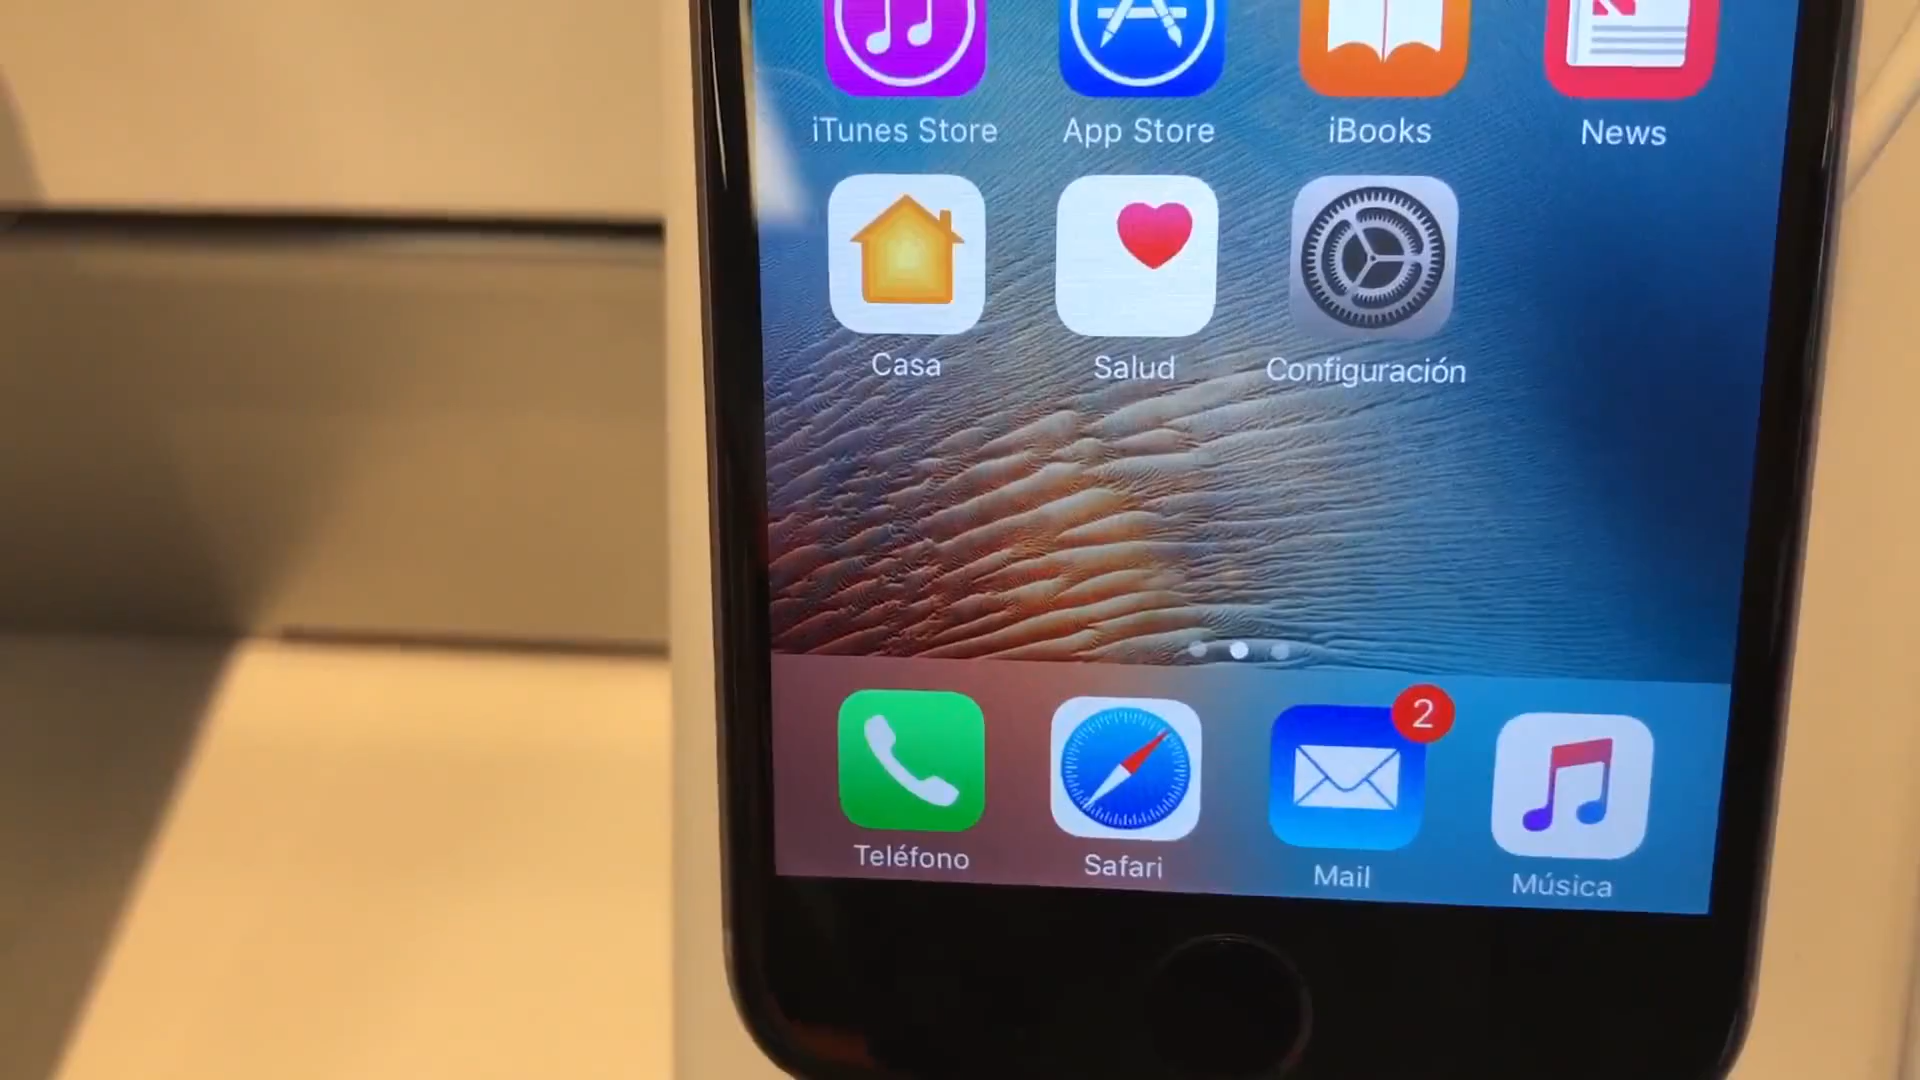 iTunes Store
App Store
iBooks
News
Casa
Salud
Configuración
2
Teléfono
Safari
Mail
Música